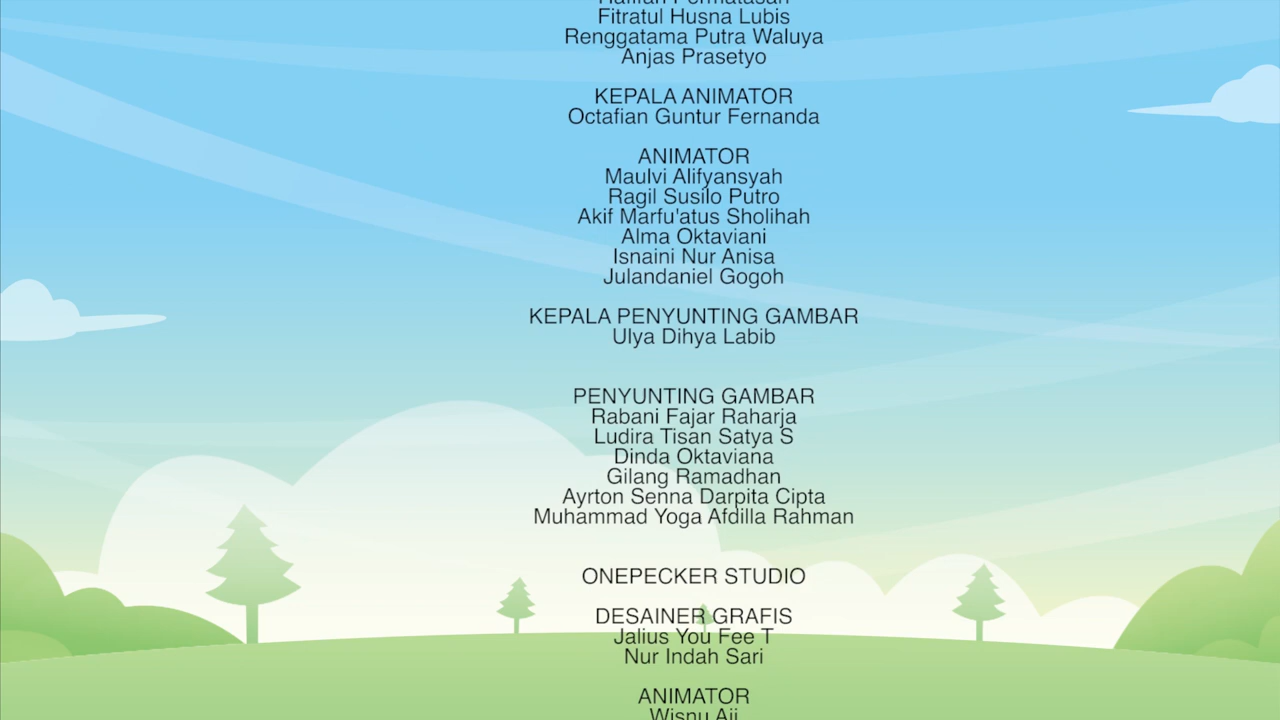 Fitratul Husna Lubis
Renggatama Putra Waluya
Anjas Prasetyo
KEPALA ANIMATOR
Octafian Guntur Fernanda
ANIMATOR
Maulvi Alifyansyah
Ragil Susilo Putro
Akif Marfu'atus Sholihah
Alma Oktaviani
Isnaini Nur Anisa
Julandaniel Gogoh
KEPALA PENYUNTING GAMBAR
Ulya Dihya Labib
PENYUNTING GAMBAR
Rabani Fajar Raharja
Ludira Tisan Satya S
Dinda Oktaviana
Gilang Ramadhan
Ayrton Senna Darpita Cipta
Muhammad Yoga Afdilla Rahman
ONEPECKER STUDIO
DESAINER GRAFIS
Jalius You Fee T
Nur Indah Sari
ANIMATOR
Wisnu Aji